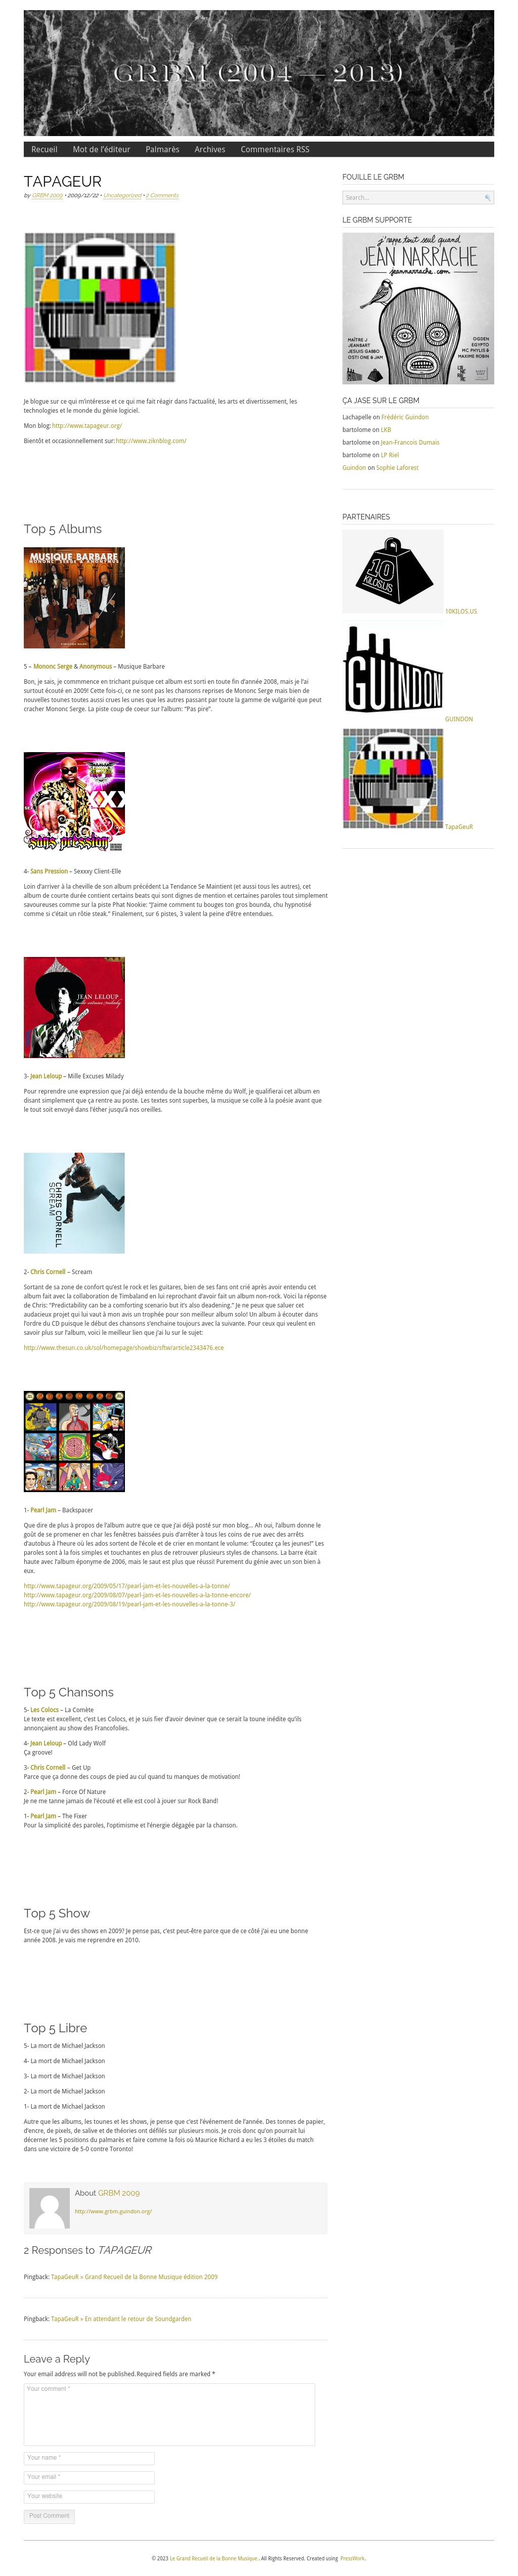 GRBM (2004 — 2013)
Recueil Mot de l'éditeur Palmarès Archives Commentaires RSS
TAPAGEUR
by GRBM 2009 • 2009/12/22 • Uncategorized • 2 Comments
Je blogue sur ce qui m'intéresse et ce qui me fait réagir dans l'actualité, les arts et divertissement, les
technologies et le monde du génie logiciel.
Mon blog: http://www.tapageur.org/
Bientôt et occasionnellement sur: http://www.ziknblog.com/
Top 5 Albums
MUSIQUE BARBARE
MONONC' SERGE & ANONYMUS
5 – Mononc Serge & Anonymous – Musique Barbare
Bon, je sais, je commmence en trichant puisque cet album est sorti en toute fin d'année 2008, mais je l'ai
surtout écouté en 2009! Cette fois-ci, ce ne sont pas les chansons reprises de Mononc Serge mais bien de
nouvelles tounes toutes aussi crues les unes que les autres passant par toute la gamme de vulgarité que peut
cracher Mononc Serge. La piste coup de coeur sur l'album: "Pas pire".
XXX
sans pression
4- Sans Pression – Sexxxy Client-Elle
Loin d'arriver à la cheville de son album précédent La Tendance Se Maintient (et aussi tous les autres), cet
album de courte durée contient certains beats qui sont dignes de mention et certaines paroles tout simplement
savoureuses comme sur la piste Phat Nookie: "J'aime comment tu bouges ton gros bounda, chu hypnotisé
comme si c'était un rôtie steak." Finalement, sur 6 pistes, 3 valent la peine d'être entendues.
JEAN LELOUP
mille excuses milady
3- Jean Leloup – Mille Excuses Milady
Pour reprendre une expression que j'ai déjà entendu de la bouche même du Wolf, je qualifierai cet album en
disant simplement que ça rentre au poste. Les textes sont superbes, la musique se colle à la poésie avant que
le tout soit envoyé dans l'éther jusqu'à nos oreilles.
CHRIS CORNELL
SCREAM
2- Chris Cornell – Scream
Sortant de sa zone de confort qu'est le rock et les guitares, bien de ses fans ont crié après avoir entendu cet
album fait avec la collaboration de Timbaland en lui reprochant d'avoir fait un album non-rock. Voici la réponse
de Chris: "Predicability can be a comforting scenario but it's also deadening." Je ne peux que saluer cet
audacieux projet qui lui vaut à mon avis un trophée pour son meilleur album solo! Un album à écouter dans
l'ordre du CD puisque le début des chansons s'enchaîne toujours avec la suivante. Pour ceux qui veulent en
savoir plus sur l'album, voici le meilleur lien que j'ai lu sur le sujet:
http://www.thesun.co.uk/sol/homepage/showbiz/sftw/article2343476.ece
1- Pearl Jam – Backspacer
Que dire de plus à propos de l'album autre que ce que j'ai déjà posté sur mon blog… Ah oui, l'album donne le
goût de se promener en char les fenêtres baissées puis d'arrêter à tous les coins de rue avec des arrêts
d'autobus à l'heure où les ados sortent de l'école et de crier en montant le volume: "Écoutez ça les jeunes!" Les
paroles sont à la fois simples et touchantes en plus de retrouver plusieurs styles de chansons. La barre était
haute avec l'album éponyme de 2006, mais le saut est plus que réussi! Purement du génie avec un son bien à
eux.
http://www.tapageur.org/2009/05/17/pearl-jam-et-les-nouvelles-a-la-tonne/
http://www.tapageur.org/2009/08/07/pearl-jam-et-les-nouvelles-a-la-tonne-encore/
http://www.tapageur.org/2009/08/19/pearl-jam-et-les-nouvelles-a-la-tonne-3/
Top 5 Chansons
5- Les Colocs – La Comète
Le texte est excellent, c'est Les Colocs, et je suis fier d'avoir deviner que ce serait la toune inédite qu'ils
annonçaient au show des Francofolies.
4- Jean Leloup – Old Lady Wolf
Ça groove!
3- Chris Cornell – Get Up
Parce que ça donne des coups de pied au cul quand tu manques de motivation!
2- Pearl Jam – Force Of Nature
Je ne me tanne jamais de l'écouté et elle est cool à jouer sur Rock Band!
1- Pearl Jam – The Fixer
Pour la simplicité des paroles, l'optimisme et l'énergie dégagée par la chanson.
Top 5 Show
Est-ce que j'ai vu des shows en 2009? Je pense pas, c'est peut-être parce que de ce côté j'ai eu une bonne
année 2008. Je vais me reprendre en 2010.
Top 5 Libre
5- La mort de Michael Jackson
4- La mort de Michael Jackson
3- La mort de Michael Jackson
2- La mort de Michael Jackson
1- La mort de Michael Jackson
Autre que les albums, les tounes et les shows, je pense que c'est l'événement de l'année. Des tonnes de papier,
d'encre, de pixels, de salive et de théories ont défilés sur plusieurs mois. Je crois donc qu'on pourrait lui
décerner les 5 positions du palmarès et faire comme la fois où Maurice Richard a eu les 3 étoiles du match
dans une victoire de 5-0 contre Toronto!
About GRBM 2009
http://www.grbm.guindon.org/
2 Responses to TAPAGEUR
Pingback: TapaGeuR » Grand Recueil de la Bonne Musique édition 2009
Pingback: TapaGeuR » En attendant le retour de Soundgarden
Leave a Reply
Your email address will not be published.Required fields are marked *
Your comment *
Your name *
Your email *
Your website
Post Comment
FOUILLE LE GRBM
Search...
LE GRBM SUPPORTE
j'rappe tout seul quand
JEAN NARRACHE
jeannarrache.com
MAITRE J
JEANBART
JESUIS GABBO
OSTI ONE & JAM
OGDEN
EGYPTO
MC PHYLIS &
MAXIME ROBIN
ÇA JASE SUR LE GRBM
Lachapelle on Frédéric Guindon
bartolome on LKB
bartolome on Jean-Francois Dumais
bartolome on LP Riel
Guindon on Sophie Laforest
PARTENAIRES
10
KILOS.US
10KILOS.US
GUINDON
GUINDON
TapaGeuR
© 2023 Le Grand Recueil de la Bonne Musique . All Rights Reserved. Created using PressWork.